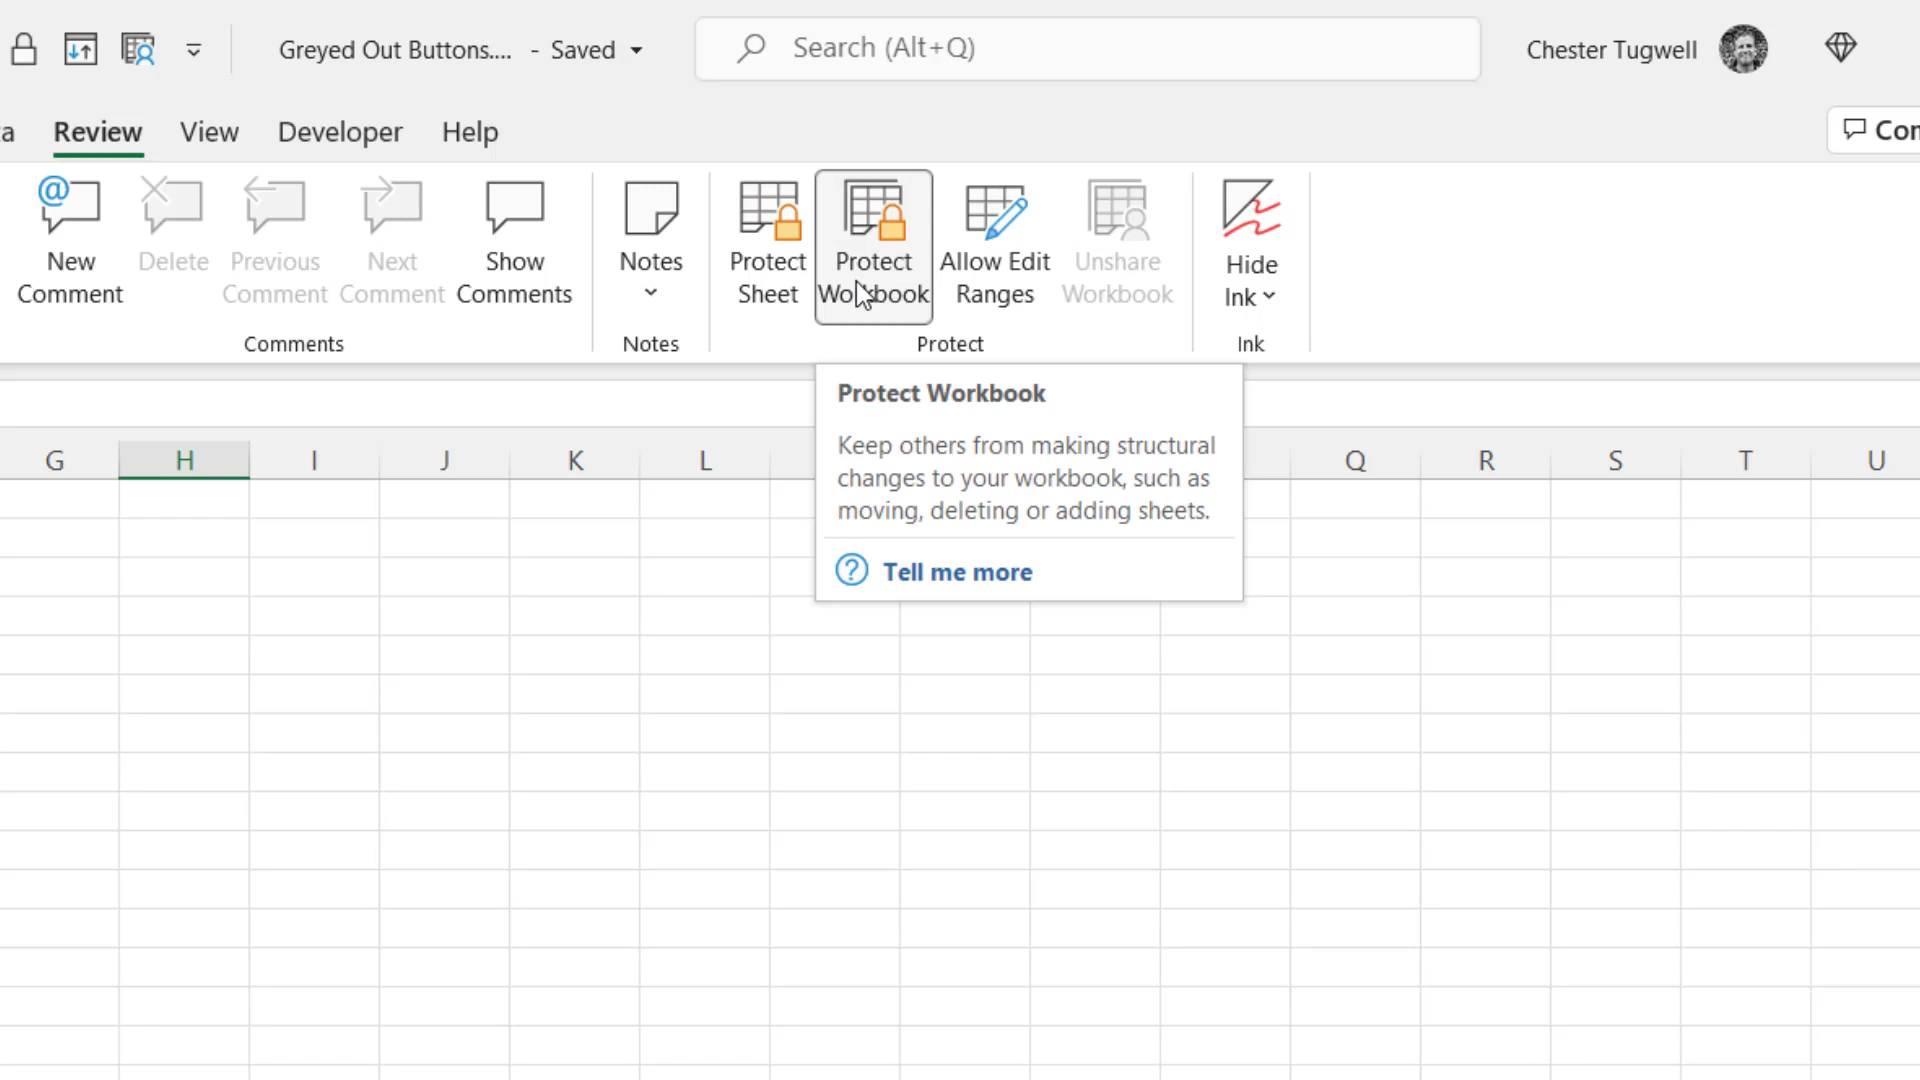 Greyed Out Buttons.... - Saved
Search (Alt+Q)
Chester Tugwell
a Review View Developer Help
Con
New Comment
Delete
Previous Comment
Next Comment
Show Comments
Notes
Protect Sheet
Protect Workbook
Allow Edit Ranges
Unshare Workbook
Hide Ink
Comments
Notes
Protect
Ink
Protect Workbook
Keep others from making structural
changes to your workbook, such as
moving, deleting or adding sheets.
? Tell me more
G H I J K L Q R S T U